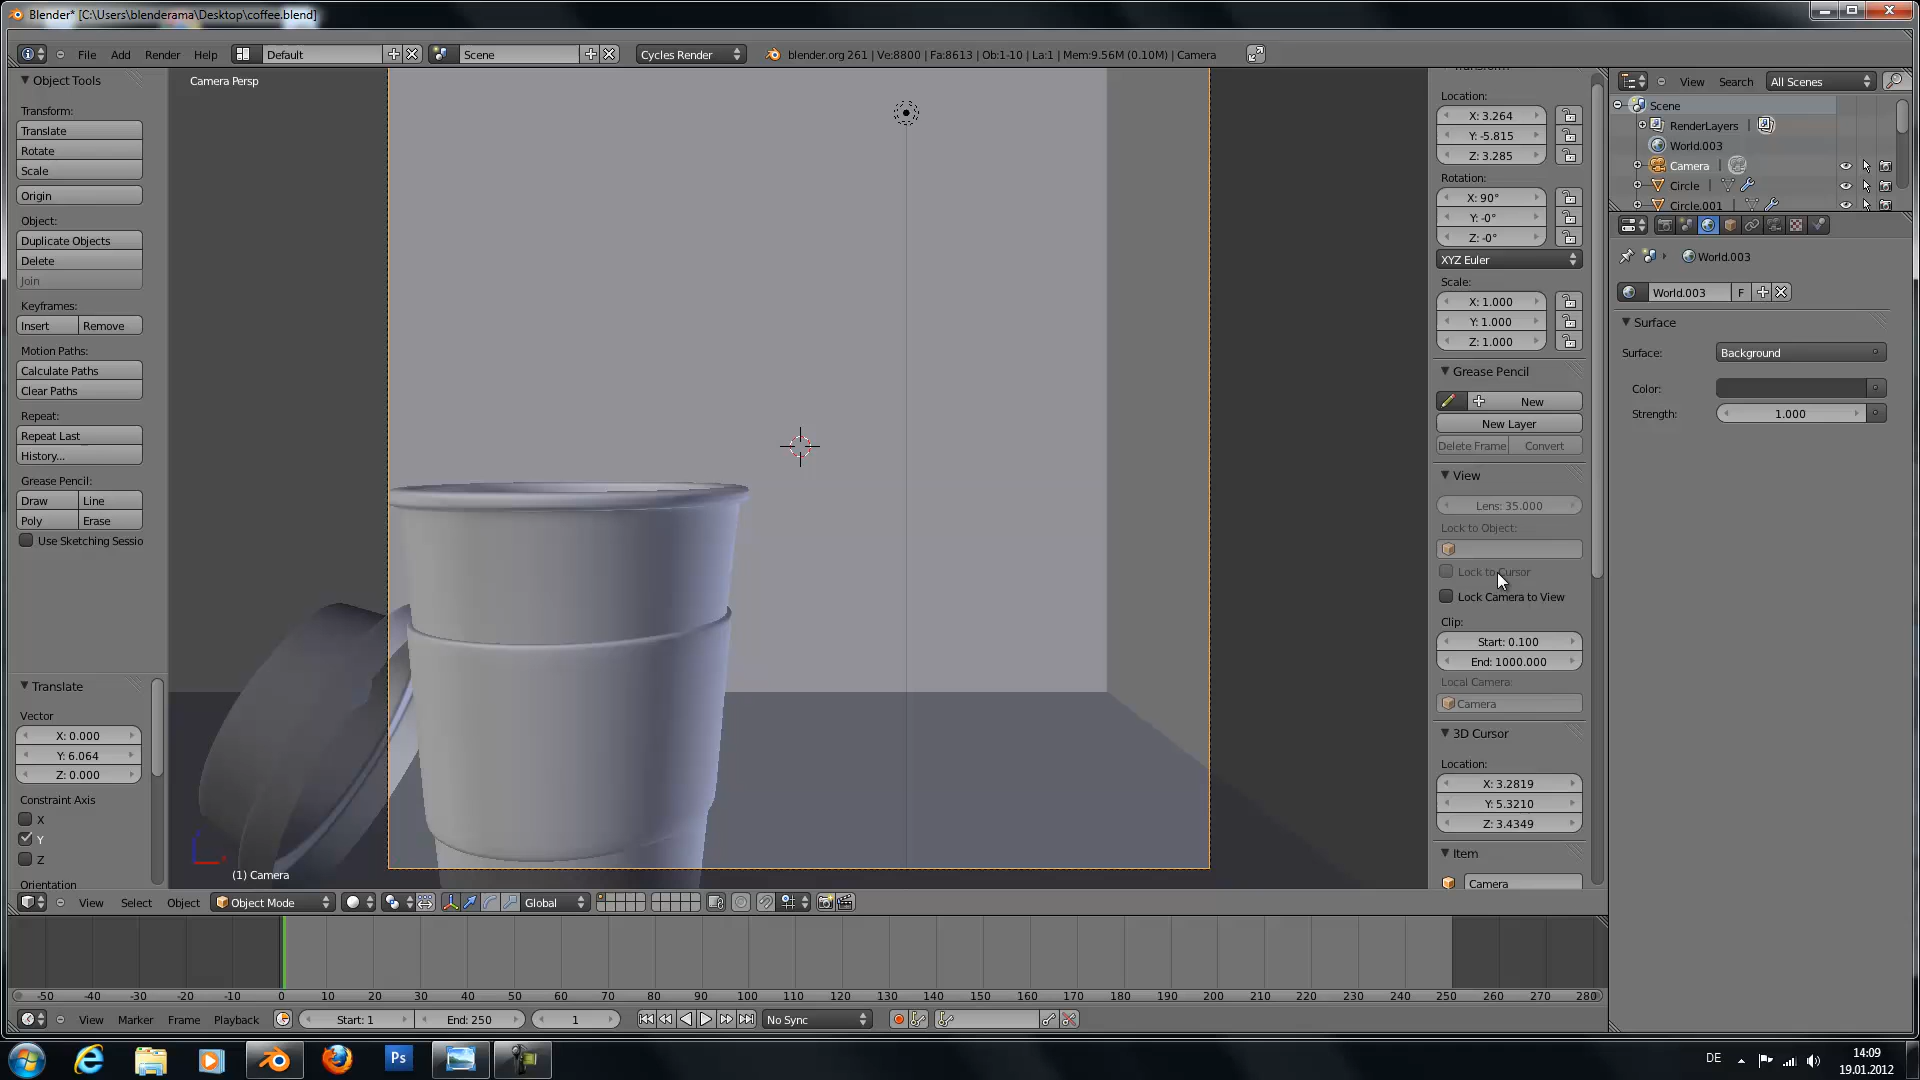 Blender* [C:\Users\blenderama\Desktop\coffee.blend]
File Add Render Help Default Scene Cycles Render blender.org 261 | Ve:8800 | Fa:8613 | Ob:1-10 | La:1 | Mem:9.56M (0.10M) | Camera
Object Tools
Transform:
Translate
Rotate
Scale
Origin
Object:
Duplicate Objects
Delete
Join
Keyframes:
Insert Remove
Motion Paths:
Calculate Paths
Clear Paths
Repeat:
Repeat Last
History...
Grease Pencil:
Draw Line
Poly Erase
Use Sketching Sessio
Translate
Vector
X: 0.000
Y: 6.064
Z: 0.000
Constraint Axis
X
Y
Z
Orientation
Camera Persp
(1) Camera
Location:
X: 3.264
Y: -5.815
Z: 3.285
Rotation:
X: 90°
Y: -0°
Z: -0°
XYZ Euler
Scale:
X: 1.000
Y: 1.000
Z: 1.000
Grease Pencil
New
New Layer
Delete Frame Convert
View
Lens: 35.000
Lock to Object:
Lock to Cursor
Lock Camera to View
Clip:
Start: 0.100
End: 1000.000
Local Camera:
Camera
3D Cursor
Location:
X: 3.2819
Y: 5.3210
Z: 3.4349
Item
Camera
View Search All Scenes
Scene
RenderLayers
World.003
Camera
Circle
Circle.001
World.003
World.003 F
Surface
Surface: Background
Color:
Strength: 1.000
View Select Object Object Mode Global
-50 -40 -30 -20 -10 0 10 20 30 40 50 60 70 80 90 100 110 120 130 140 150 160 170 180 190 200 210 220 230 240 250 260 270 280
View Marker Frame Playback Start: 1 End: 250 1 No Sync
Ps
DE
14:09
19.01.2012